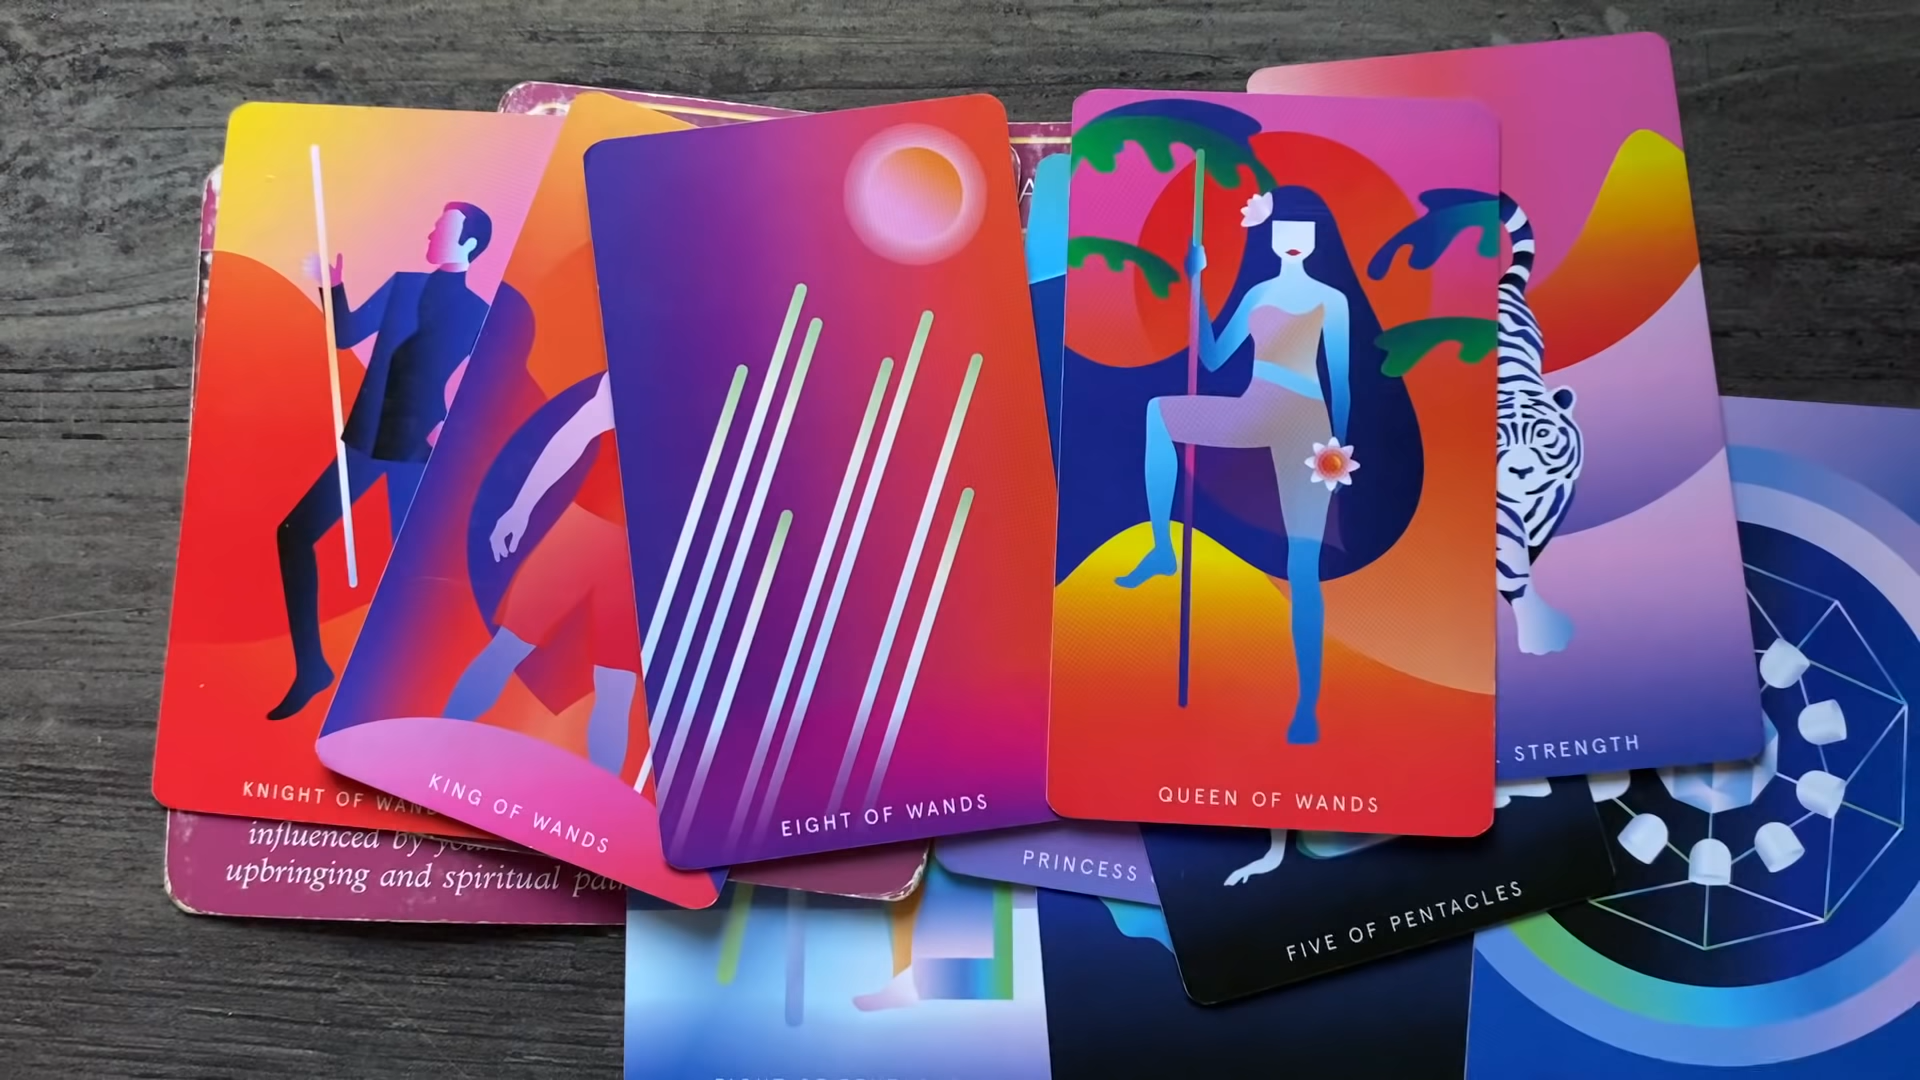 KNIGHT OF WAN
KING OF WANDS
EIGHT OF WANDS
QUEEN OF WANDS
STRENGTH
influenced by your
upbringing and spiritual
PRINCESS
FIVE OF PENTACLES